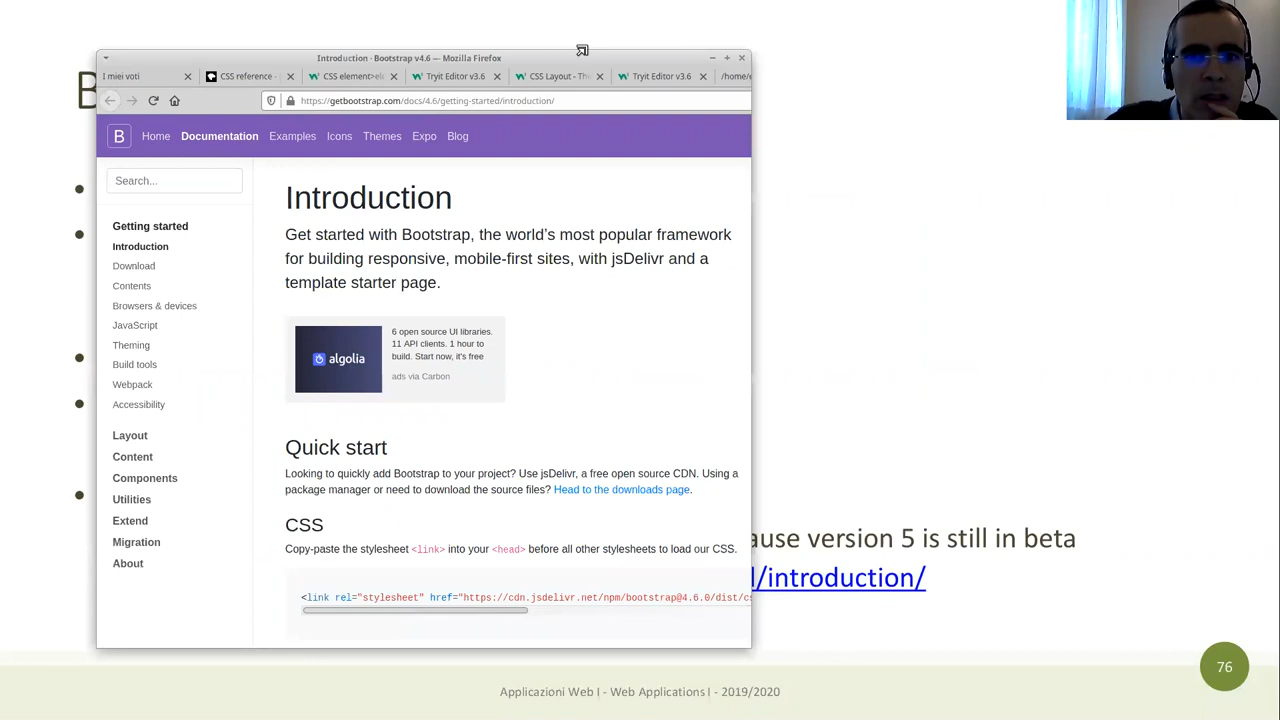 B
Introduction - Bootstrap v4.6 — Mozilla Firefox
I miei voti
CSS reference -
CSS element>el
Tryit Editor v3.6
CSS Layout - Th
Tryit Editor v3.6
/home/e
https://getbootstrap.com/docs/4.6/getting-started/introduction/
B
Home
Documentation
Examples
Icons
Themes
Expo
Blog
Search...
Getting started
Introduction
Download
Contents
Browsers & devices
JavaScript
Theming
Build tools
Webpack
Accessibility
Layout
Content
Components
Utilities
Extend
Migration
About
Introduction
Get started with Bootstrap, the world's most popular framework
for building responsive, mobile-first sites, with jsDelivr and a
template starter page.
algolia
6 open source UI libraries.
11 API clients. 1 hour to
build. Start now, it's free
ads via Carbon
Quick start
Looking to quickly add Bootstrap to your project? Use jsDelivr, a free open source CDN. Using a
package manager or need to download the source files? Head to the downloads page.
CSS
Copy-paste the stylesheet <link> into your <head> before all other stylesheets to load our CSS.
<link rel="stylesheet" href="https://cdn.jsdelivr.net/npm/bootstrap@4.6.0/dist/cs
ause version 5 is still in beta
d/introduction/
76
Applicazioni Web I - Web Applications I - 2019/2020